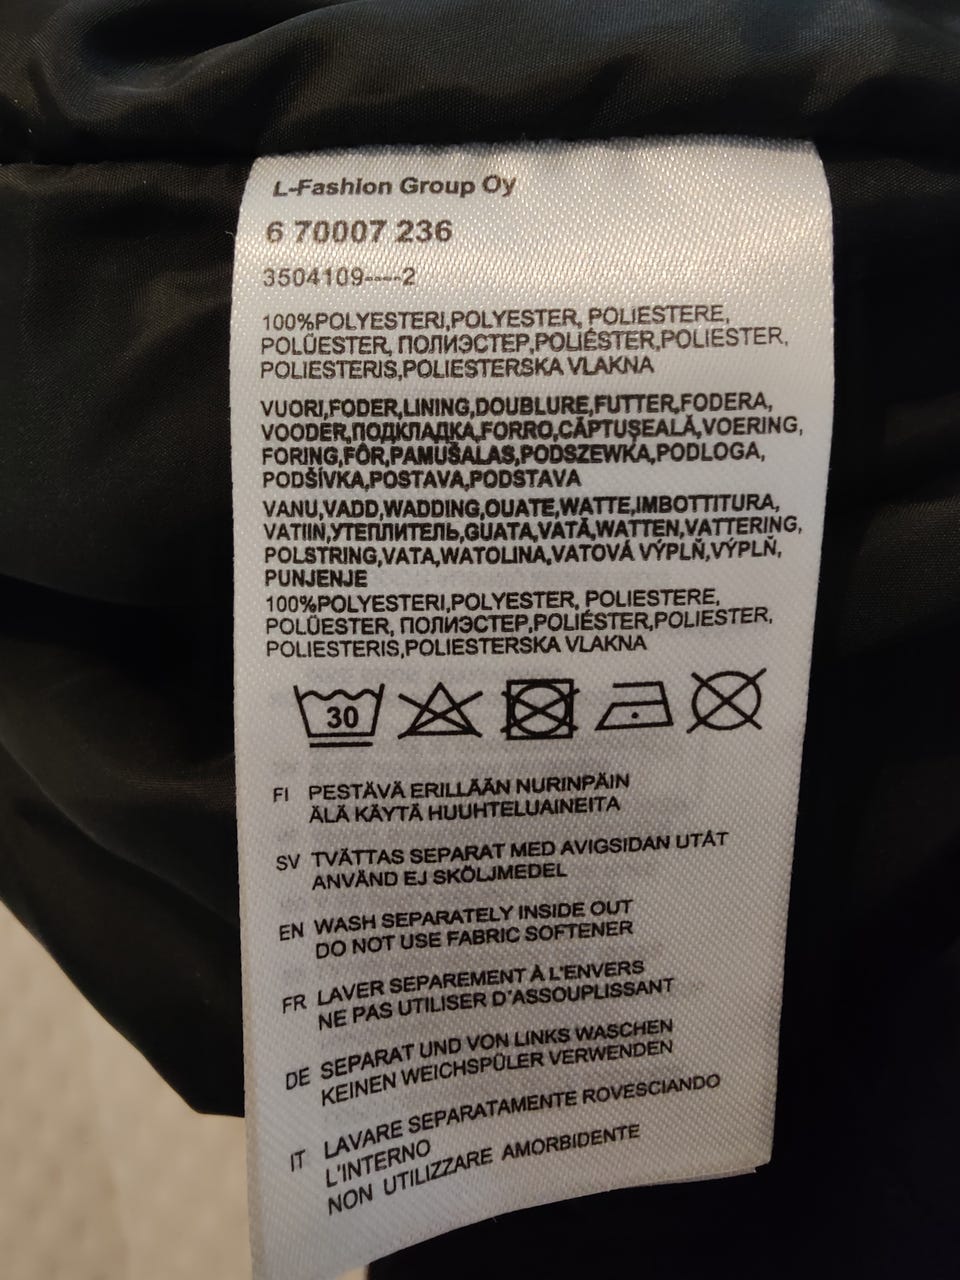 L-Fashion Group Oy
6 70007 236
3504109----2
100%POLYESTERI,POLYESTER, POLIESTERE,
POLÜESTER, ПОЛИЭСТЕР,POLIÉSTER,POLIESTER,
POLIESTERIS,POLIESTERSKA VLAKNA
VUORI,FODER,LINING,DOUBLURE,FUTTER,FODERA,
VOODER,ПОДКЛАДКА,FORRO,CĂPTUŞEALĂ,VOERING,
FORING,FÔR,PAMUŠALAS,PODSZEWKA,PODLOGA,
PODŠÍVKA,POSTAVA,PODSTAVA
VANU,VADD,WADDING,OUATE,WATTE,IMBOTTITURA,
VATIIN,УТЕПЛИТЕЛЬ,GUATA,VATĂ,WATTEN,VATTERING,
POLSTRING,VATA,WATOLINA,VATOVÁ VÝPLŇ,VÝPLŇ,
PUNJENJE
100%POLYESTERI,POLYESTER, POLIESTERE,
POLÜESTER, ПОЛИЭСТЕР,POLIÉSTER,POLIESTER,
POLIESTERIS,POLIESTERSKA VLAKNA
30
FI PESTÄVÄ ERILLÄÄN NURINPÄIN
ÄLÄ KÄYTÄ HUUHTELUAINEITA
SV TVÄTTAS SEPARAT MED AVIGSIDAN UTÅT
ANVÄND EJ SKÖLJMEDEL
EN WASH SEPARATELY INSIDE OUT
DO NOT USE FABRIC SOFTENER
FR LAVER SEPAREMENT À L'ENVERS
NE PAS UTILISER D'ASSOUPLISSANT
DE SEPARAT UND VON LINKS WASCHEN
KEINEN WEICHSPÜLER VERWENDEN
IT LAVARE SEPARATAMENTE ROVESCIANDO
L'INTERNO
NON UTILIZZARE AMORBIDENTE